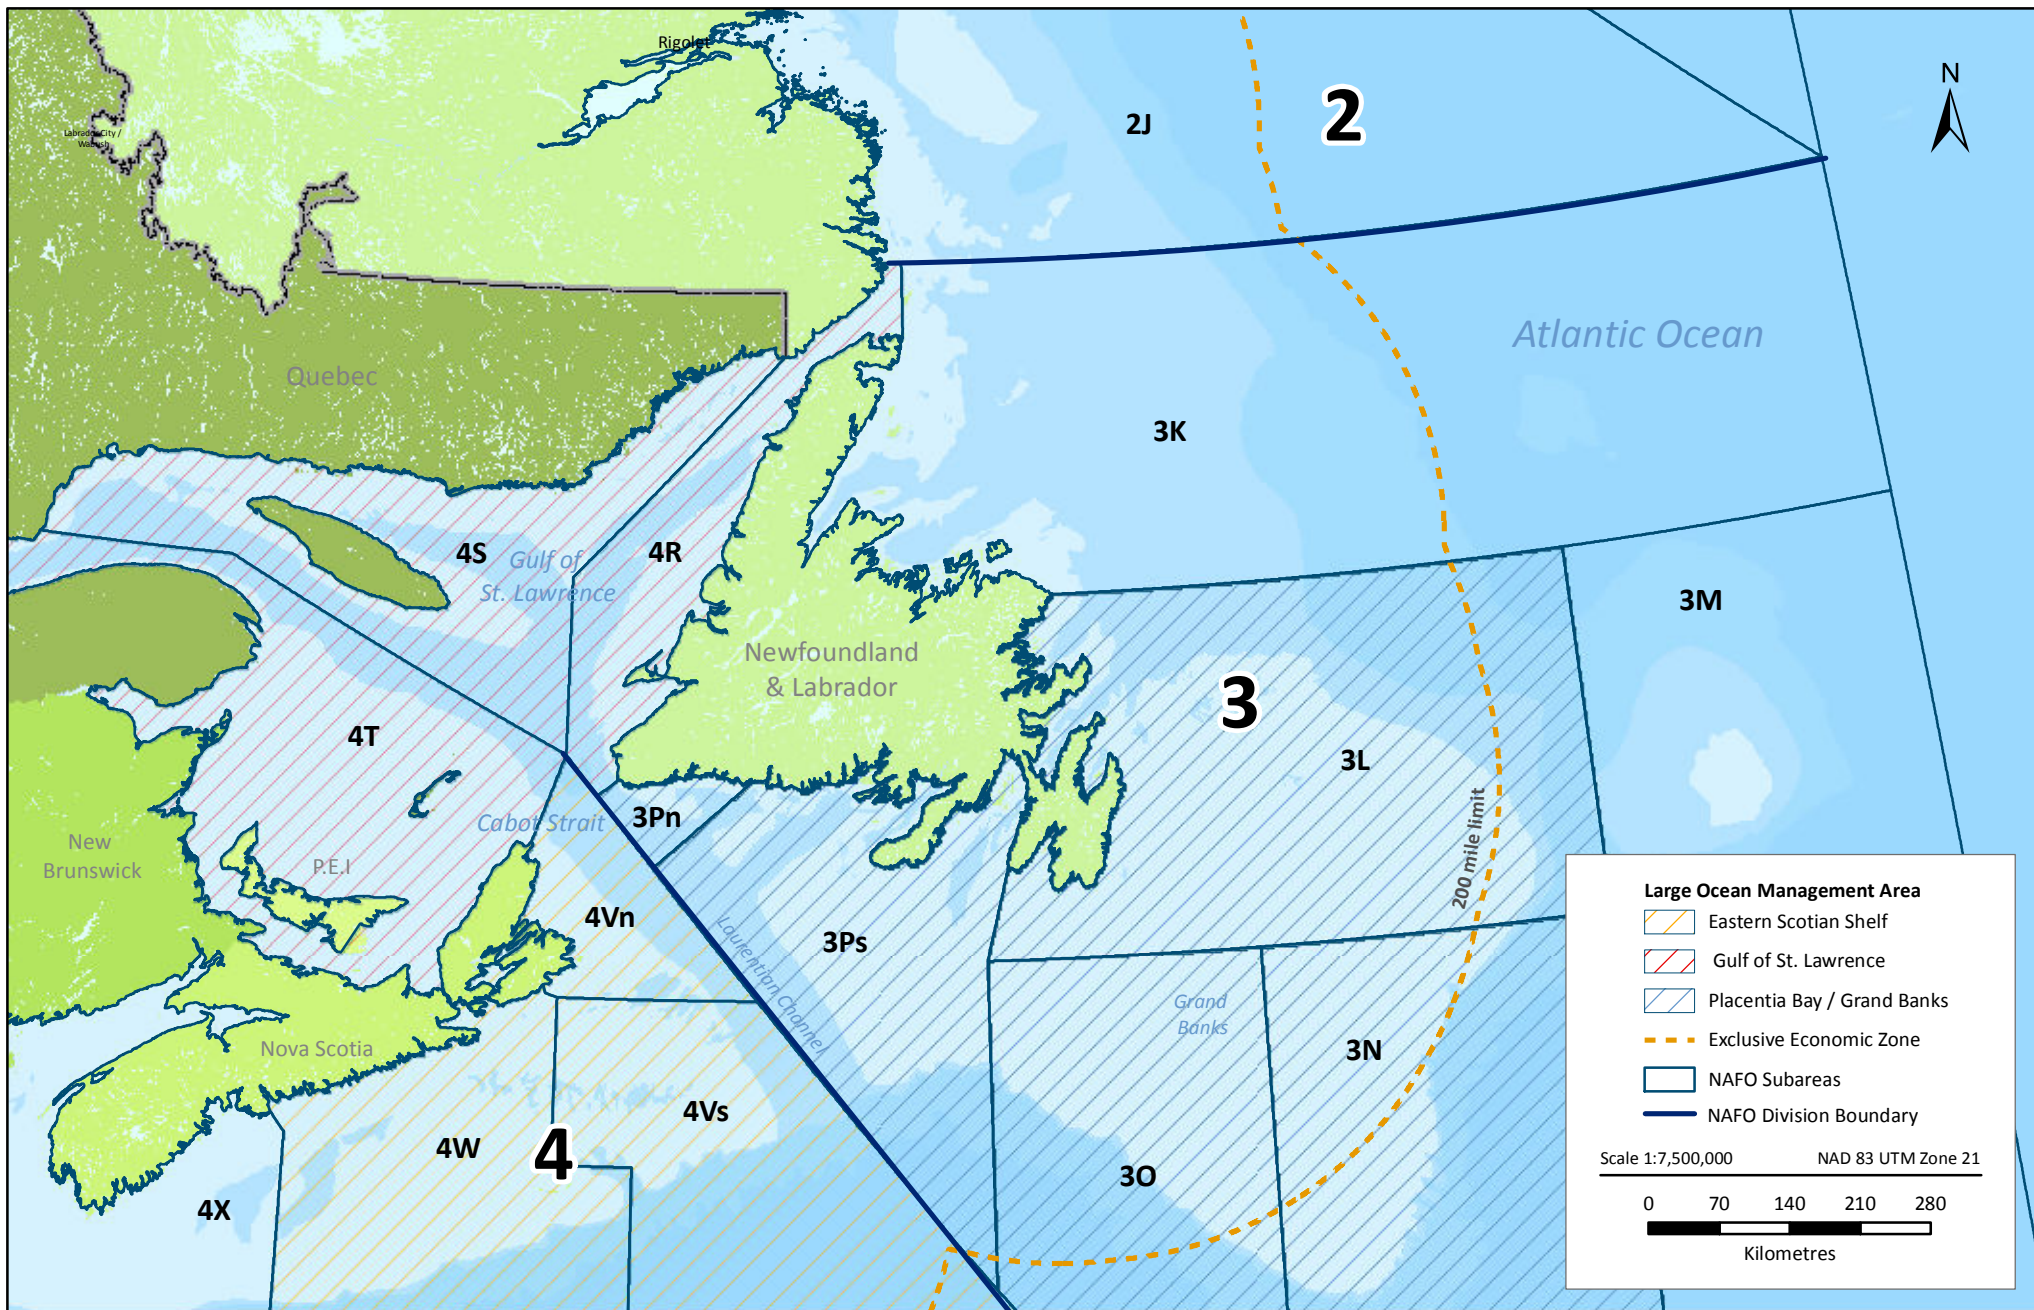 Rigolet
N
2J
2
Labrador City /
Wabush
Atlantic Ocean
Quebec
3K
4S
Gulf of
St. Lawrence
4R
3M
Newfoundland
& Labrador
3
4T
3L
Cabot Strait
3Pn
200 mile limit
New
Brunswick
P.E.I
4Vn
3Ps
Laurentian Channel
Grand
Banks
Nova Scotia
3N
4Vs
4W
4
3O
4X
Large Ocean Management Area
Eastern Scotian Shelf
Gulf of St. Lawrence
Placentia Bay / Grand Banks
Exclusive Economic Zone
NAFO Subareas
NAFO Division Boundary
Scale 1:7,500,000 NAD 83 UTM Zone 21
0 70 140 210 280
Kilometres